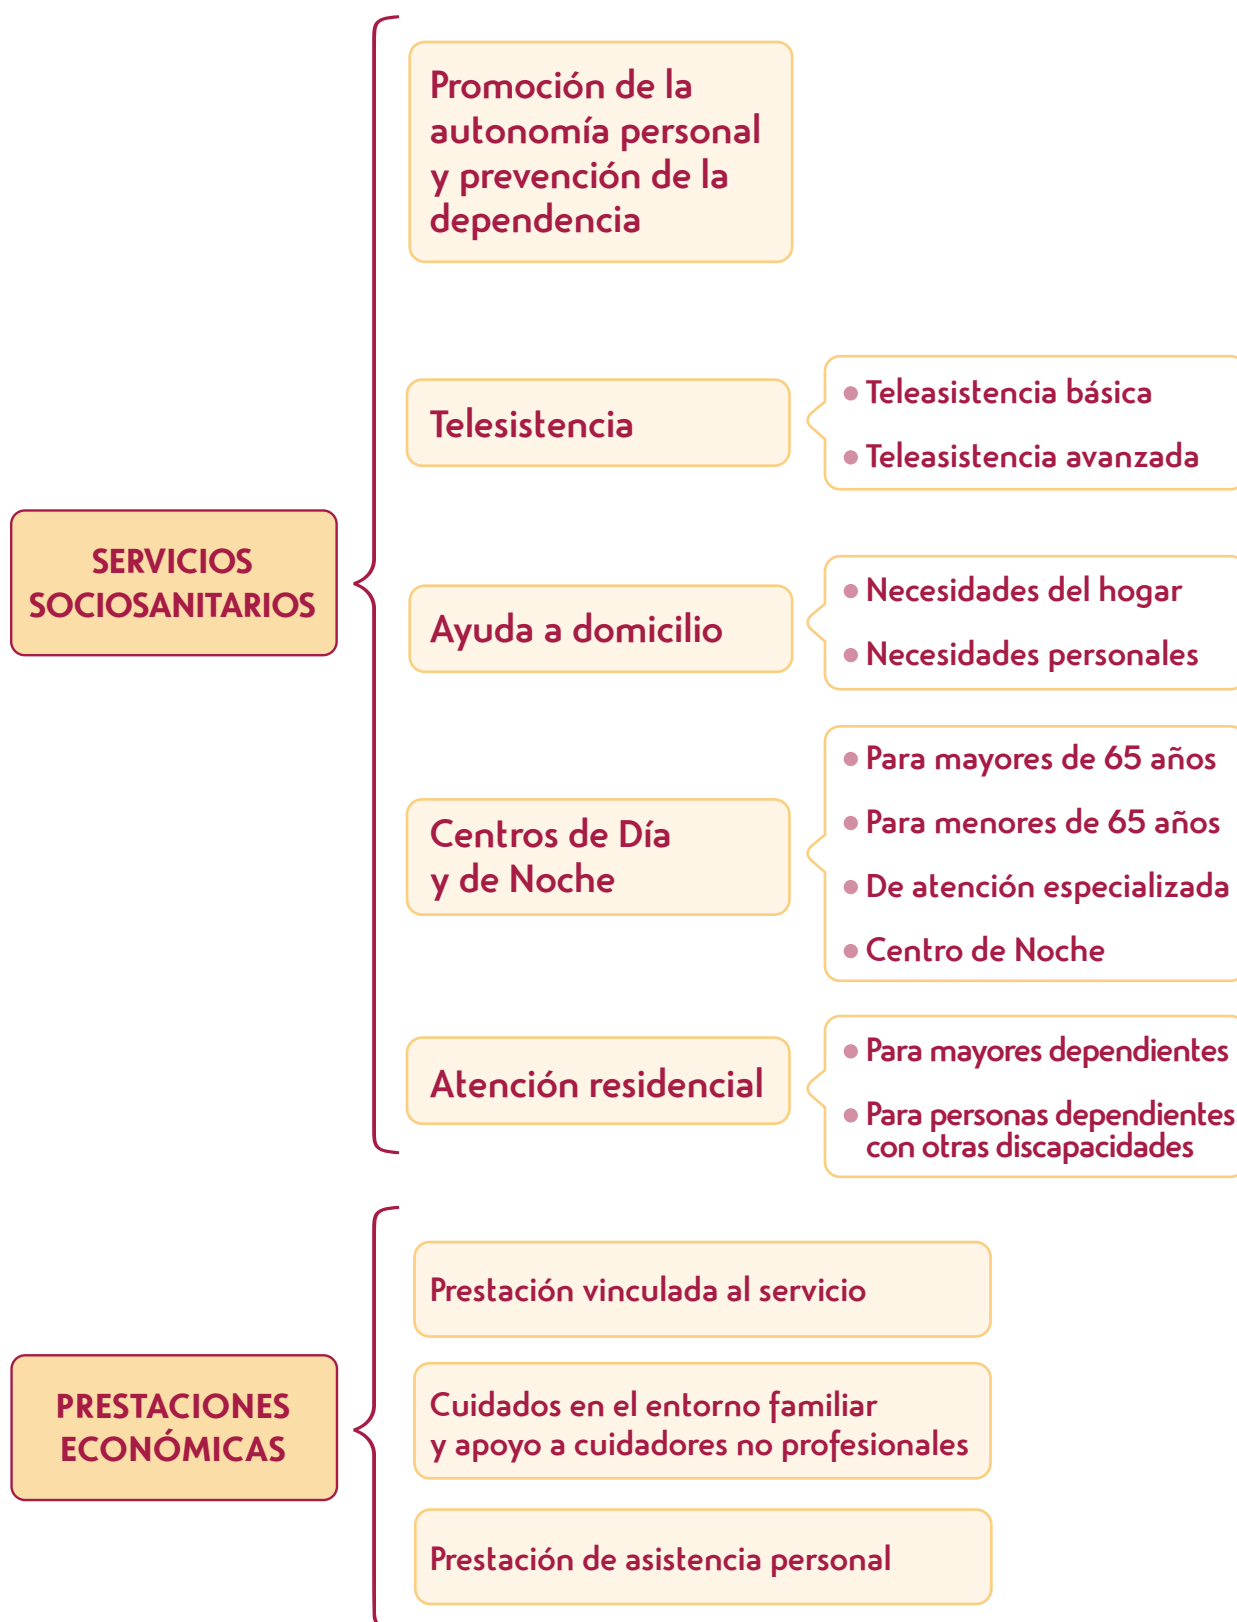 Promoción de la
autonomía personal
y prevención de la
dependencia
Telesistencia
● Teleasistencia básica
● Teleasistencia avanzada
SERVICIOS
SOCIOSANITARIOS
Ayuda a domicilio
● Necesidades del hogar
● Necesidades personales
Centros de Día
y de Noche
● Para mayores de 65 años
● Para menores de 65 años
● De atención especializada
● Centro de Noche
Atención residencial
● Para mayores dependientes
● Para personas dependientes
con otras discapacidades
PRESTACIONES
ECONÓMICAS
Prestación vinculada al servicio
Cuidados en el entorno familiar
y apoyo a cuidadores no profesionales
Prestación de asistencia personal